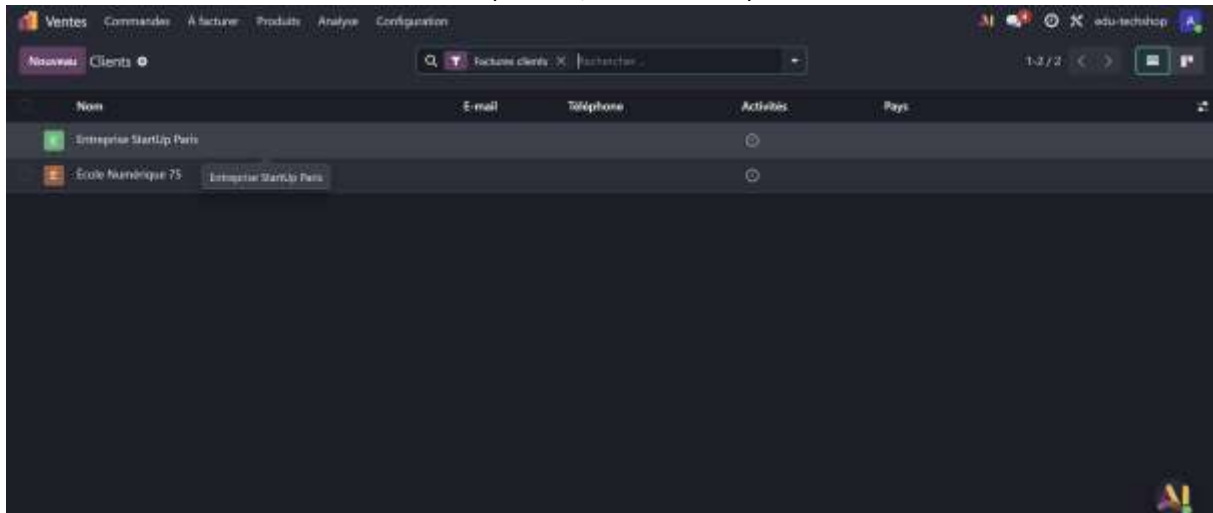 Ventes Commandes À facturer Produits Analyse Configuration edu-techshop A
Nouveau Clients Factures clients Rechercher... 1-2 / 2
Nom E-mail Téléphone Activités Pays
Entreprise StartUp Paris
École Numérique 75
Entreprise StartUp Paris
AI